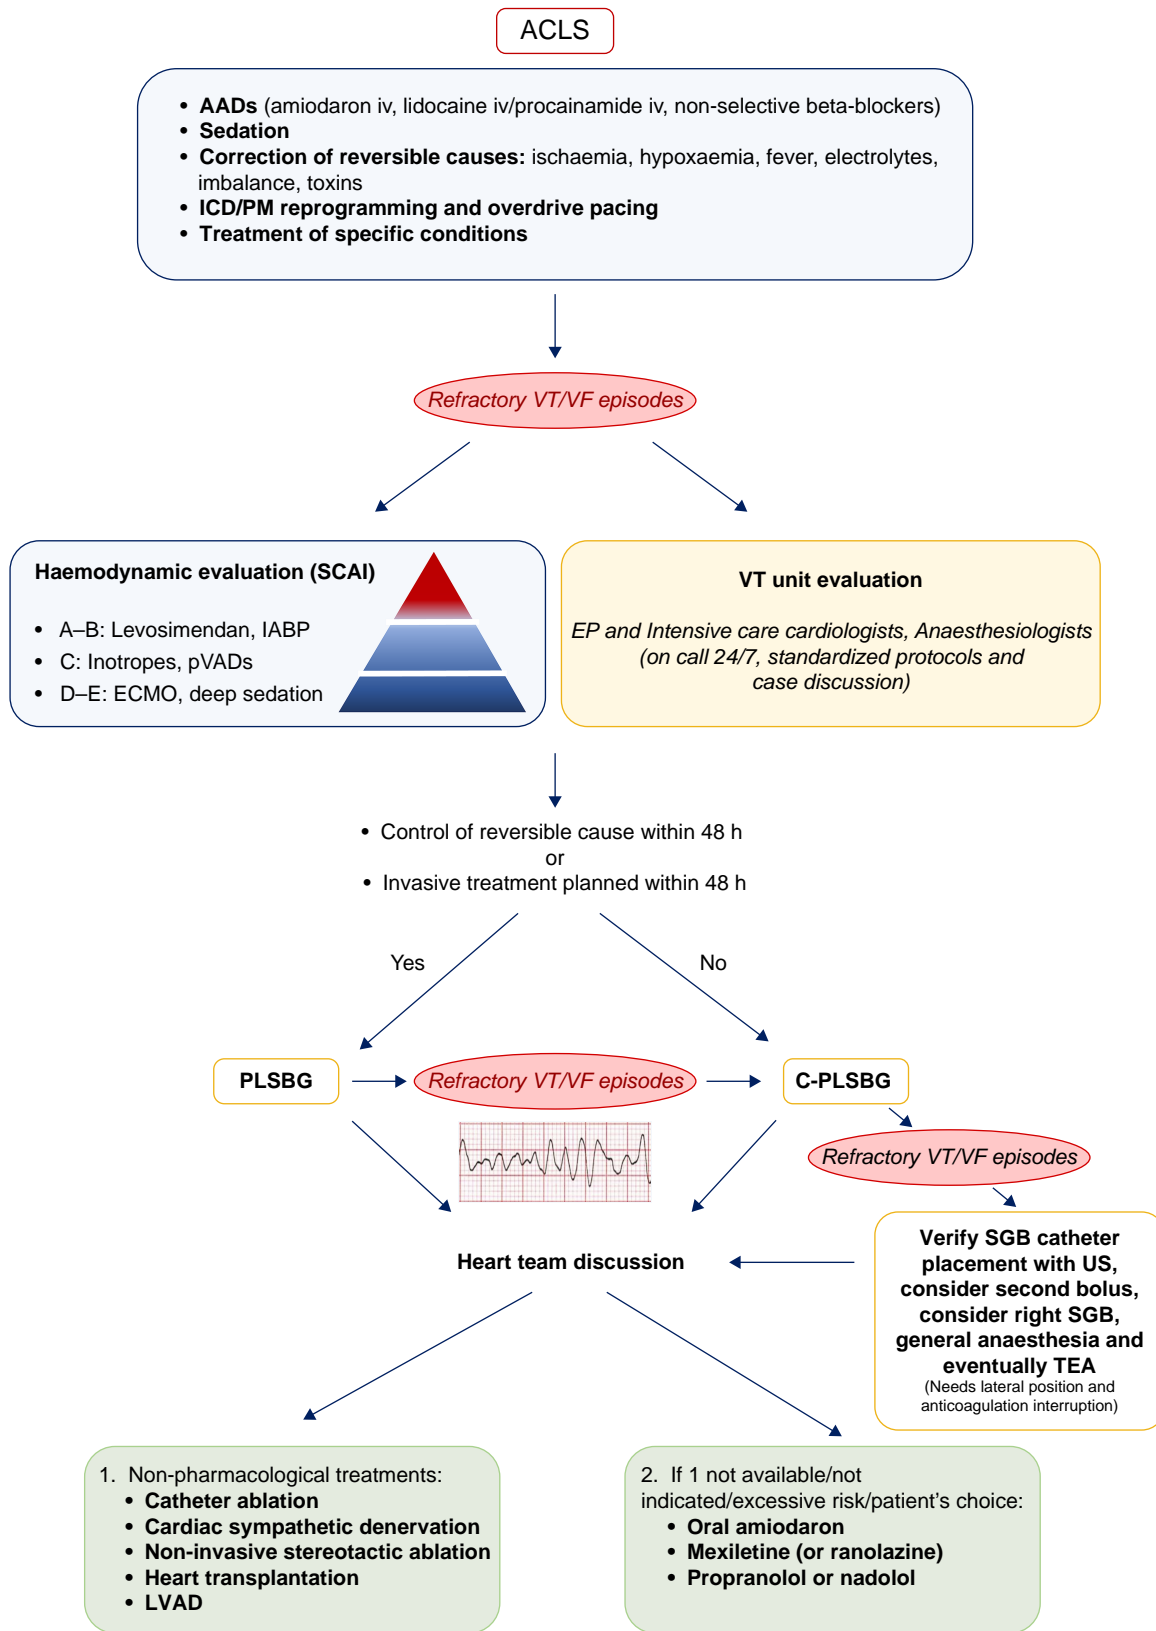 ACLS
• AADs (amiodaron iv, lidocaine iv/procainamide iv, non-selective beta-blockers)
• Sedation
• Correction of reversible causes: ischaemia, hypoxaemia, fever, electrolytes,
imbalance, toxins
• ICD/PM reprogramming and overdrive pacing
• Treatment of specific conditions
Refractory VT/VF episodes
Haemodynamic evaluation (SCAI)
• A–B: Levosimendan, IABP
• C: Inotropes, pVADs
• D–E: ECMO, deep sedation
VT unit evaluation
EP and Intensive care cardiologists, Anaesthesiologists
(on call 24/7, standardized protocols and
case discussion)
• Control of reversible cause within 48 h
or
• Invasive treatment planned within 48 h
Yes
No
PLSBG
Refractory VT/VF episodes
C-PLSBG
Refractory VT/VF episodes
Verify SGB catheter
placement with US,
consider second bolus,
consider right SGB,
general anaesthesia and
eventually TEA
(Needs lateral position and
anticoagulation interruption)
Heart team discussion
1. Non-pharmacological treatments:
• Catheter ablation
• Cardiac sympathetic denervation
• Non-invasive stereotactic ablation
• Heart transplantation
• LVAD
2. If 1 not available/not
indicated/excessive risk/patient's choice:
• Oral amiodaron
• Mexiletine (or ranolazine)
• Propranolol or nadolol